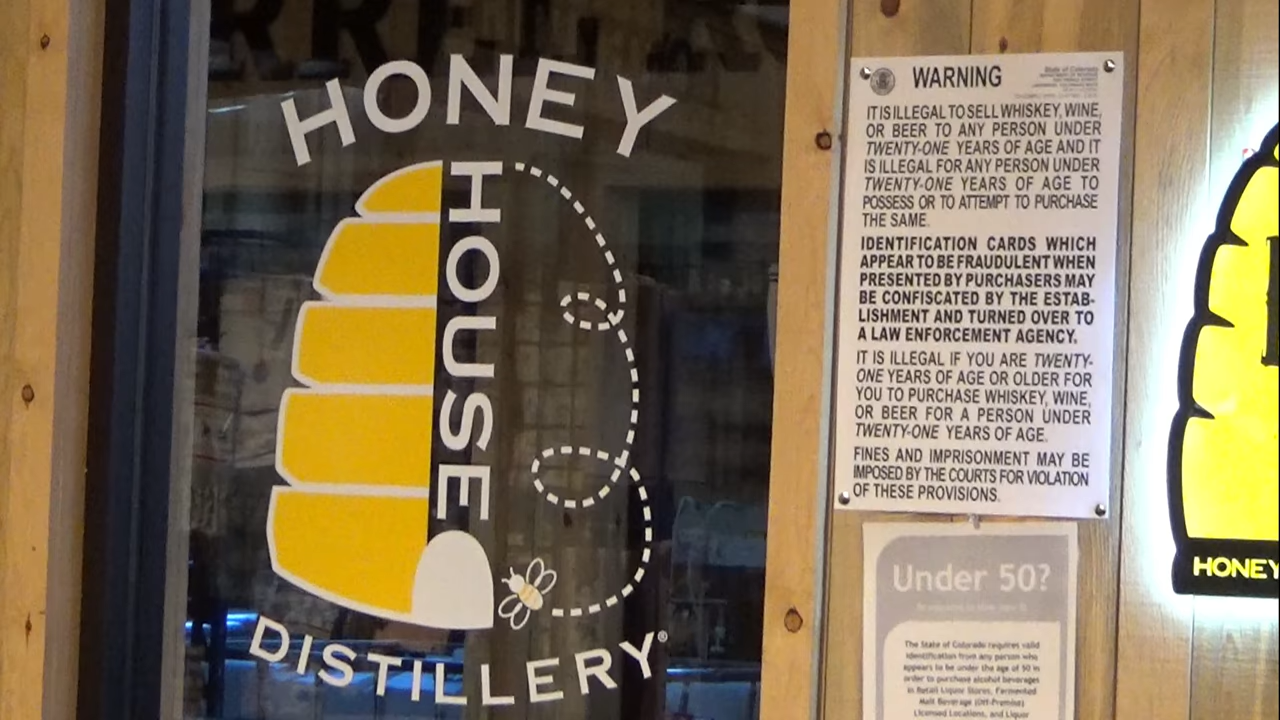 HONEY
HOUSE
DISTILLERY®
WARNING
State of Colorado
IT IS ILLEGAL TO SELL WHISKEY, WINE,
OR BEER TO ANY PERSON UNDER
TWENTY-ONE YEARS OF AGE AND IT
IS ILLEGAL FOR ANY PERSON UNDER
TWENTY-ONE YEARS OF AGE TO
POSSESS OR TO ATTEMPT TO PURCHASE
THE SAME.
IDENTIFICATION CARDS WHICH
APPEAR TO BE FRAUDULENT WHEN
PRESENTED BY PURCHASERS MAY
BE CONFISCATED BY THE ESTAB-
LISHMENT AND TURNED OVER TO
A LAW ENFORCEMENT AGENCY.
IT IS ILLEGAL IF YOU ARE TWENTY-
ONE YEARS OF AGE OR OLDER FOR
YOU TO PURCHASE WHISKEY, WINE,
OR BEER FOR A PERSON UNDER
TWENTY-ONE YEARS OF AGE.
FINES AND IMPRISONMENT MAY BE
IMPOSED BY THE COURTS FOR VIOLATION
OF THESE PROVISIONS.
Under 50?
The State of Colorado requires valid
identification from any person who
appears to be under the age of 50 in
order to purchase alcohol beverages
in Retail Liquor Stores, Fermented
Malt Beverage (Off-Premise)
Licensed Locations, and Liquor
HONEY